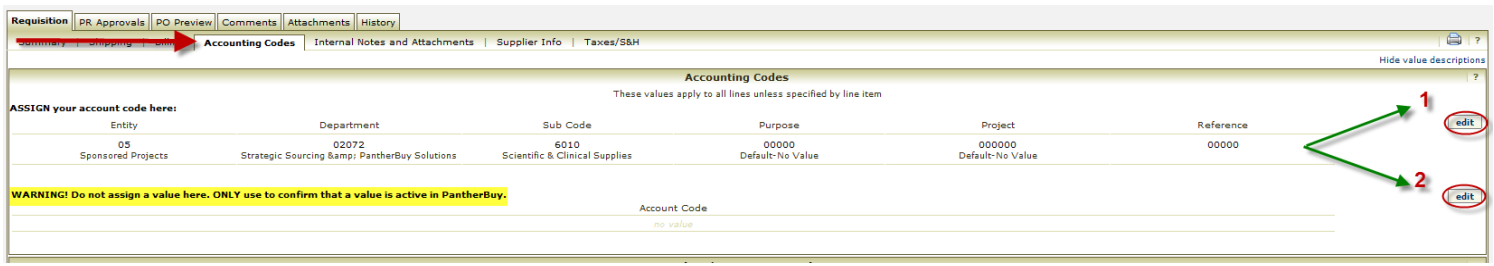 Requisition PR Approvals PO Preview Comments Attachments History
Summary | Shipping | Billing Accounting Codes Internal Notes and Attachments | Supplier Info | Taxes/S&H | ?
Hide value descriptions
Accounting Codes ?
These values apply to all lines unless specified by line item
1
ASSIGN your account code here:
Entity Department Sub Code Purpose Project Reference edit
05 02072 6010 00000 000000 00000
Sponsored Projects Strategic Sourcing &amp; PantherBuy Solutions Scientific & Clinical Supplies Default-No Value Default-No Value
2
WARNING! Do not assign a value here. ONLY use to confirm that a value is active in PantherBuy. edit
Account Code
no value